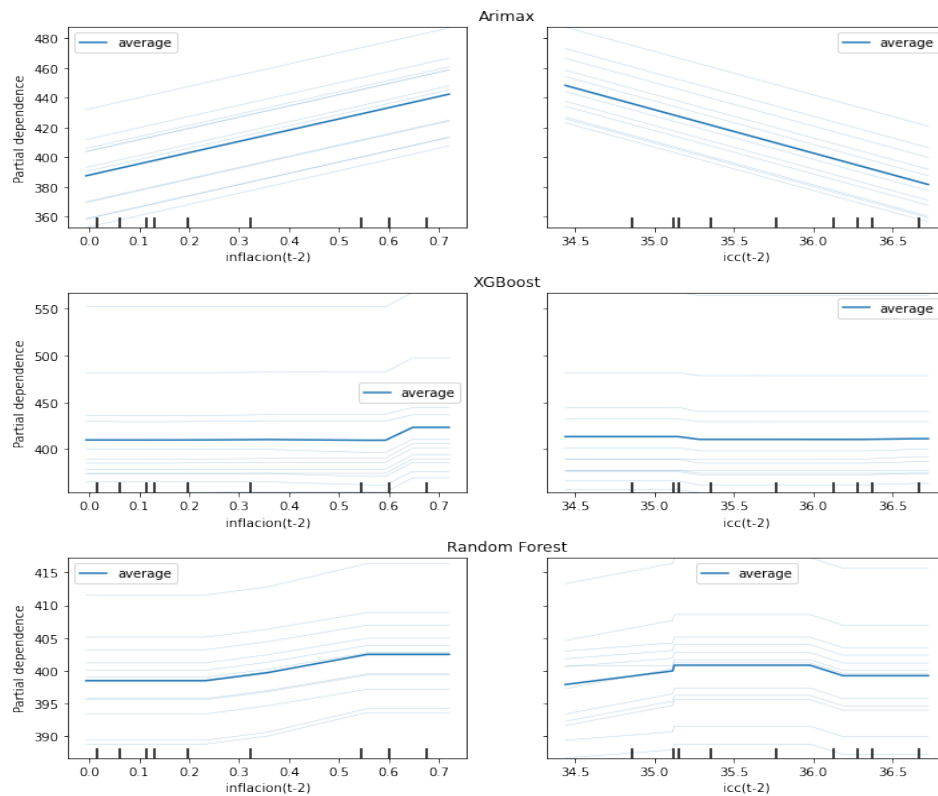 Arimax
Partial dependence
480
460
440
420
400
380
360
average
0.0 0.1 0.2 0.3 0.4 0.5 0.6 0.7
inflacion(t-2)
average
34.5 35.0 35.5 36.0 36.5
icc(t-2)
XGBoost
Partial dependence
550
500
450
400
average
0.0 0.1 0.2 0.3 0.4 0.5 0.6 0.7
inflacion(t-2)
average
34.5 35.0 35.5 36.0 36.5
icc(t-2)
Random Forest
Partial dependence
415
410
405
400
395
390
average
0.0 0.1 0.2 0.3 0.4 0.5 0.6 0.7
inflacion(t-2)
average
34.5 35.0 35.5 36.0 36.5
icc(t-2)